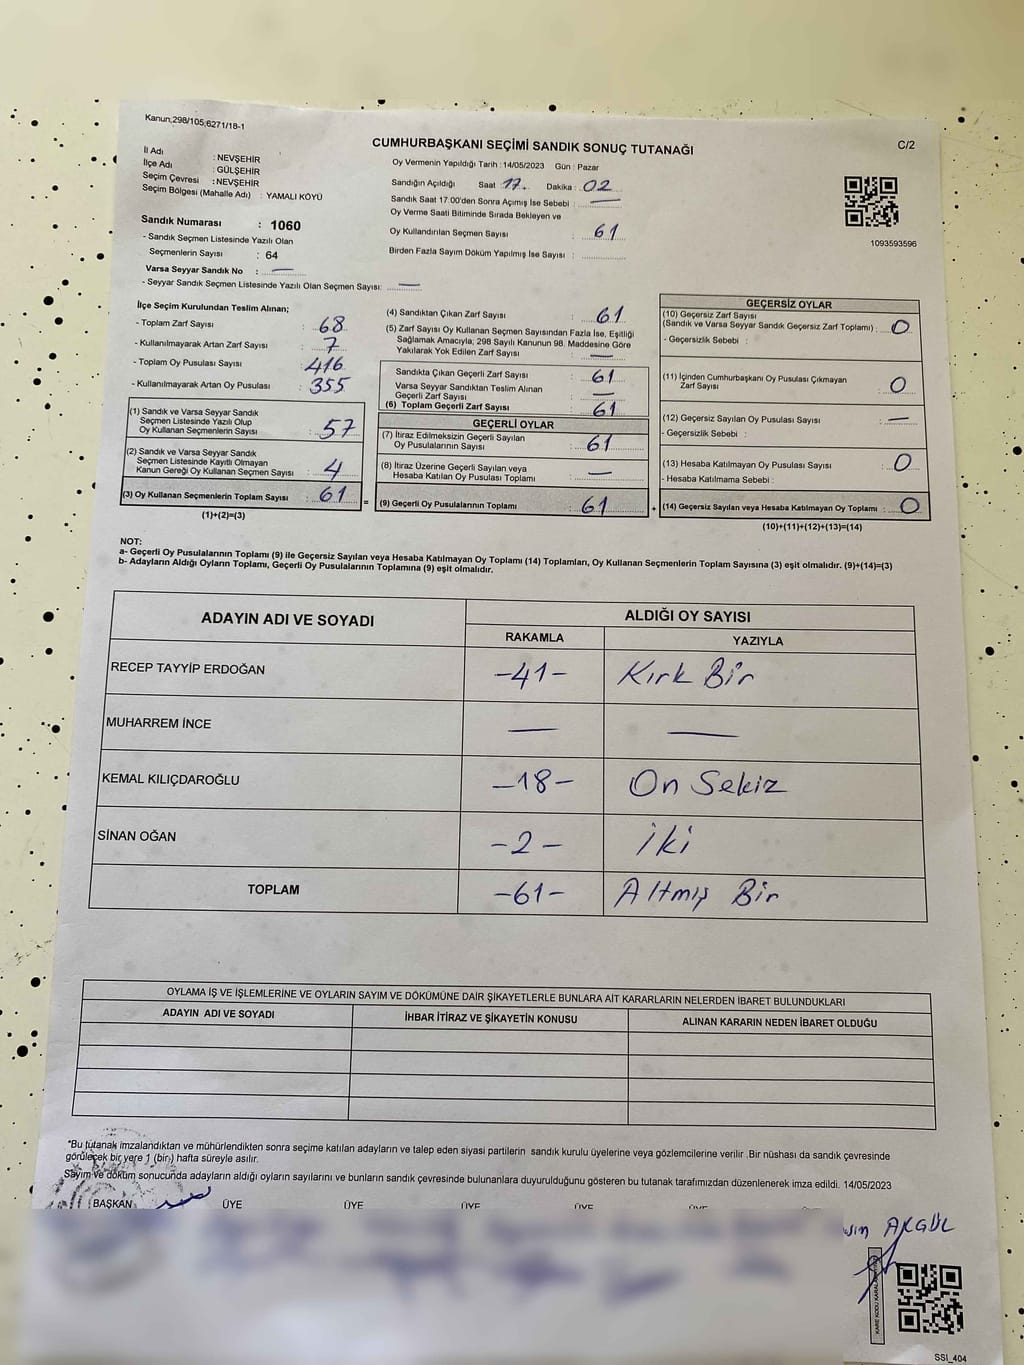 Kanun;298/105,6271/18-1
CUMHURBAŞKANI SEÇİMİ SANDIK SONUÇ TUTANAĞI
C/2
İl Adı : NEVŞEHİR
İlçe Adı : GÜLŞEHİR
Seçim Çevresi : NEVŞEHİR
Seçim Bölgesi (Mahalle Adı) : YAMALI KÖYÜ
Sandık Numarası : 1060
- Sandık Seçmen Listesinde Yazılı Olan
Seçmenlerin Sayısı : 64
Varsa Seyyar Sandık No : —
- Seyyar Sandık Seçmen Listesinde Yazılı Olan Seçmen Sayısı: —
Oy Vermenin Yapıldığı Tarih : 14/05/2023 Gün : Pazar
Sandığın Açıldığı Saat : 17 Dakika : 02
Sandık Saat 17.00'den Sonra Açımış İse Sebebi : —
Oy Verme Saati Bitiminde Sırada Bekleyen ve
Oy Kullandırılan Seçmen Sayısı : 61
Birden Fazla Sayım Döküm Yapılmış İse Sayısı :
1093593596
İlçe Seçim Kurulundan Teslim Alınan;
- Toplam Zarf Sayısı : 68
- Kullanılmayarak Artan Zarf Sayısı : 7
- Toplam Oy Pusulası Sayısı : 416
- Kullanılmayarak Artan Oy Pusulası : 355
(1) Sandık ve Varsa Seyyar Sandık
Seçmen Listesinde Yazılı Olup
Oy Kullanan Seçmenlerin Sayısı : 57
(2) Sandık ve Varsa Seyyar Sandık
Seçmen Listesinde Kayıtlı Olmayan
Kanun Gereği Oy Kullanan Seçmen Sayısı : 4
(3) Oy Kullanan Seçmenlerin Toplam Sayısı : 61
(1)+(2)=(3)
=
(4) Sandıktan Çıkan Zarf Sayısı : 61
(5) Zarf Sayısı Oy Kullanan Seçmen Sayısından Fazla İse, Eşitliği
Sağlamak Amacıyla; 298 Sayılı Kanunun 98. Maddesine Göre
Yakılarak Yok Edilen Zarf Sayısı : —
Sandıkta Çıkan Geçerli Zarf Sayısı : 61
Varsa Seyyar Sandıktan Teslim Alınan
Geçerli Zarf Sayısı : —
(6) Toplam Geçerli Zarf Sayısı : 61
GEÇERLİ OYLAR
(7) İtiraz Edilmeksizin Geçerli Sayılan
Oy Pusulalarının Sayısı : 61
(8) İtiraz Üzerine Geçerli Sayılan veya
Hesaba Katılan Oy Pusulası Toplamı : —
(9) Geçerli Oy Pusulalarının Toplamı : 61
+
GEÇERSİZ OYLAR
(10) Geçersiz Zarf Sayısı
(Sandık ve Varsa Seyyar Sandık Geçersiz Zarf Toplamı) : 0
- Geçersizlik Sebebi :
(11) İçinden Cumhurbaşkanı Oy Pusulası Çıkmayan
Zarf Sayısı : 0
(12) Geçersiz Sayılan Oy Pusulası Sayısı : —
- Geçersizlik Sebebi :
(13) Hesaba Katılmayan Oy Pusulası Sayısı : 0
- Hesaba Katılmama Sebebi :
(14) Geçersiz Sayılan veya Hesaba Katılmayan Oy Toplamı : 0
(10)+(11)+(12)+(13)=(14)
NOT:
a- Geçerli Oy Pusulalarının Toplamı (9) ile Geçersiz Sayılan veya Hesaba Katılmayan Oy Toplamı (14) Toplamları, Oy Kullanan Seçmenlerin Toplam Sayısına (3) eşit olmalıdır. (9)+(14)=(3)
b- Adayların Aldığı Oyların Toplamı, Geçerli Oy Pusulalarının Toplamına (9) eşit olmalıdır.
ADAYIN ADI VE SOYADI
ALDIĞI OY SAYISI
RAKAMLA YAZIYLA
RECEP TAYYİP ERDOĞAN -41- Kırk Bir
MUHARREM İNCE — —
KEMAL KILIÇDAROĞLU -18- On Sekiz
SİNAN OĞAN -2- iki
TOPLAM -61- Altmış Bir
OYLAMA İŞ VE İŞLEMLERİNE VE OYLARIN SAYIM VE DÖKÜMÜNE DAİR ŞİKAYETLERLE BUNLARA AİT KARARLARIN NELERDEN İBARET BULUNDUKLARI
ADAYIN ADI VE SOYADI İHBAR İTİRAZ VE ŞİKAYETİN KONUSU ALINAN KARARIN NEDEN İBARET OLDUĞU
*Bu tutanak imzalandıktan ve mühürlendikten sonra seçime katılan adayların ve talep eden siyasi partilerin sandık kurulu üyelerine veya gözlemcilerine verilir .Bir nüshası da sandık çevresinde
görülecek bir yere 1 (bir) hafta süreyle asılır.
Sayım ve döküm sonucunda adayların aldığı oyların sayılarını ve bunların sandık çevresinde bulunanlara duyurulduğunu gösteren bu tutanak tarafımızdan düzenlenerek imza edildi. 14/05/2023
BAŞKAN ÜYE ÜYE ÜYE ÜYE ÜYE
AKGÜL
SSİ_404